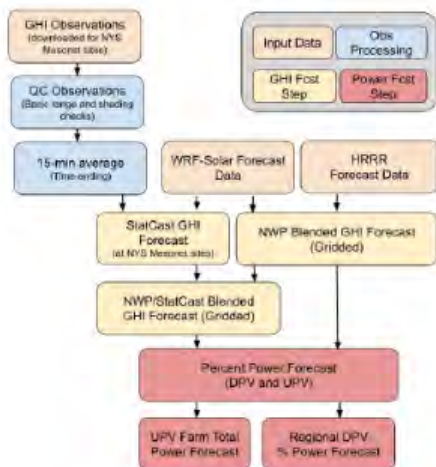 GHI Observations
(downloaded for NYS
Mesonet sites)
Input Data
Obs
Processing
GHI Fcst
Step
Power Fcst
Step
QC Observations
(Basic range and shading
checks)
15-min average
(Time-ending)
WRF-Solar Forecast
Data
HRRR
Forecast Data
StatCast GHI
Forecast
(at NYS Mesonet sites)
NWP Blended GHI Forecast
(Gridded)
NWP/StatCast Blended
GHI Forecast (Gridded)
Percent Power Forecast
(DPV and UPV)
UPV Farm Total
Power Forecast
Regional DPV
% Power Forecast